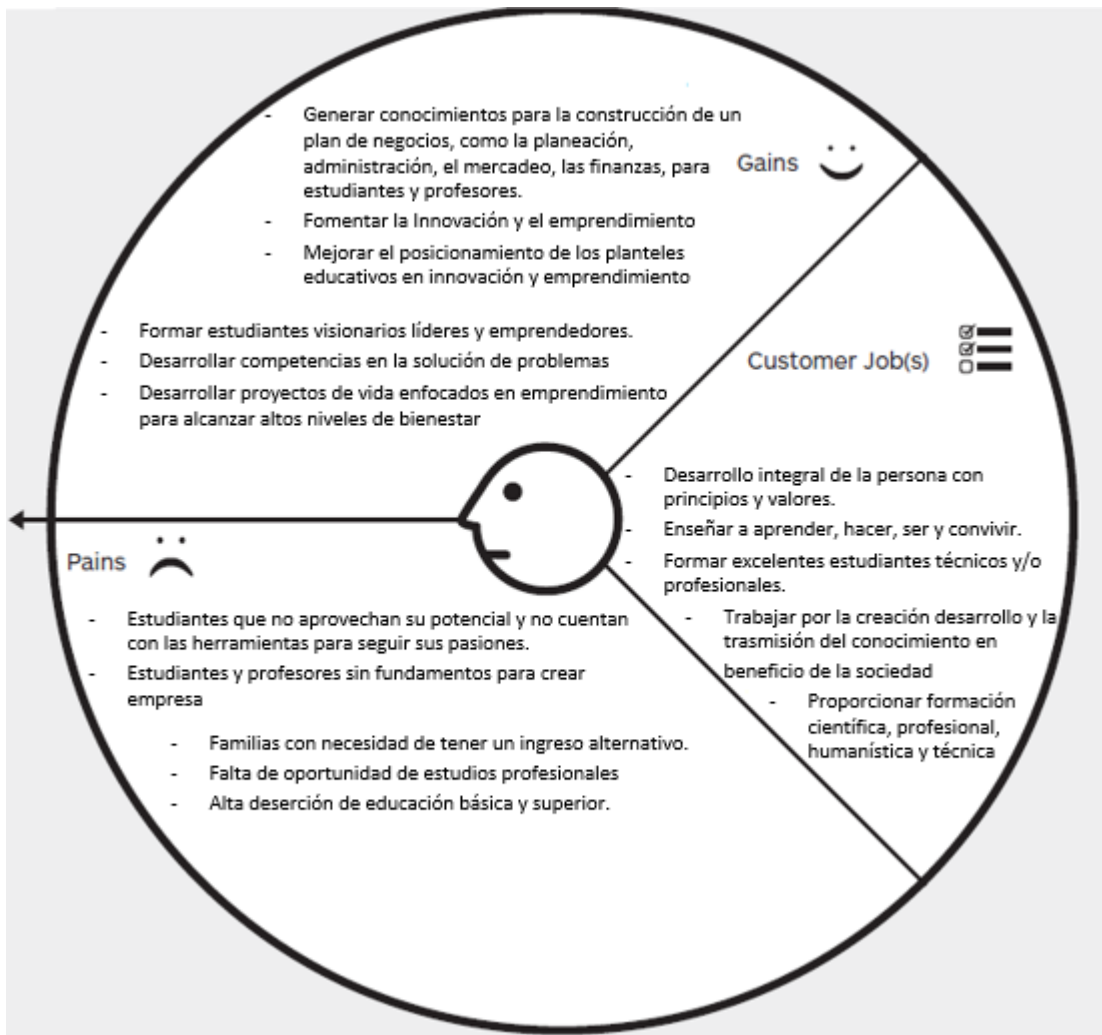 - Generar conocimientos para la construcción de un
plan de negocios, como la planeación,
administración, el mercadeo, las finanzas, para
estudiantes y profesores.
- Fomentar la Innovación y el emprendimiento
- Mejorar el posicionamiento de los planteles
educativos en innovación y emprendimiento
Gains
- Formar estudiantes visionarios líderes y emprendedores.
- Desarrollar competencias en la solución de problemas
- Desarrollar proyectos de vida enfocados en emprendimiento
para alcanzar altos niveles de bienestar
Customer Job(s)
- Desarrollo integral de la persona con
principios y valores.
- Enseñar a aprender, hacer, ser y convivir.
- Formar excelentes estudiantes técnicos y/o
profesionales.
- Trabajar por la creación desarrollo y la
trasmisión del conocimiento en
beneficio de la sociedad
- Proporcionar formación
científica, profesional,
humanística y técnica
Pains
- Estudiantes que no aprovechan su potencial y no cuentan
con las herramientas para seguir sus pasiones.
- Estudiantes y profesores sin fundamentos para crear
empresa
- Familias con necesidad de tener un ingreso alternativo.
- Falta de oportunidad de estudios profesionales
- Alta deserción de educación básica y superior.